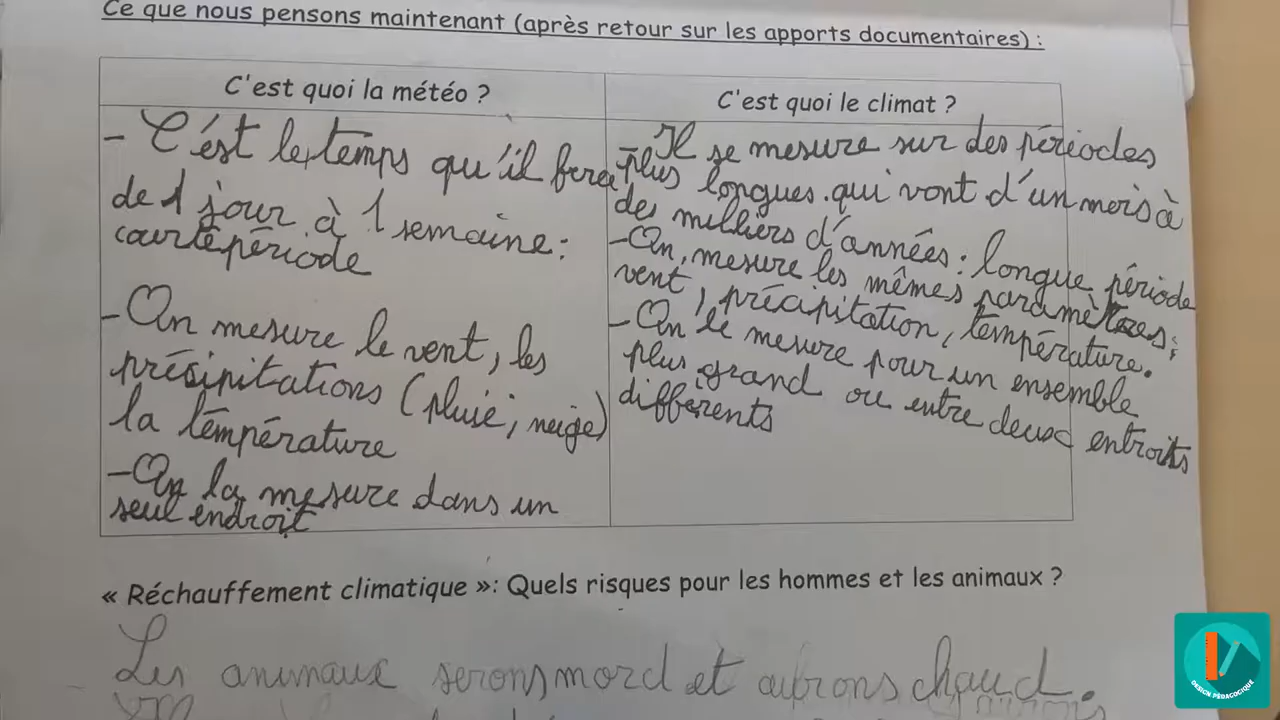 Ce que nous pensons maintenant (après retour sur les apports documentaires) :
C'est quoi la météo ?
- C'est le temps qu'il fera
de 1 jour à 1 semaine :
courte période
- On mesure le vent, les
précipitations (pluie ; neige)
la température
- On la mesure dans un
seul endroit
C'est quoi le climat ?
- Il se mesure sur des périodes
plus longues qui vont d'un mois à
des milliers d'années : longue période
- On mesure les mêmes paramètres ;
vent, précipitation, température.
- On le mesure pour un ensemble
plus grand ou entre deux entroits
différents
« Réchauffement climatique »: Quels risques pour les hommes et les animaux ?
Les animaux serons mord et aurons chaud.
DESIGN PÉDAGOGIQUE